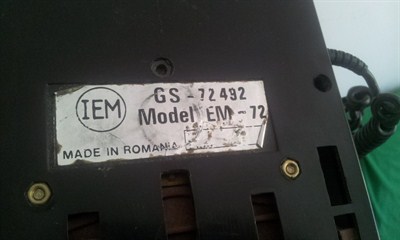 IEM
GS-72492
Model EM-72
MADE IN ROMANIA